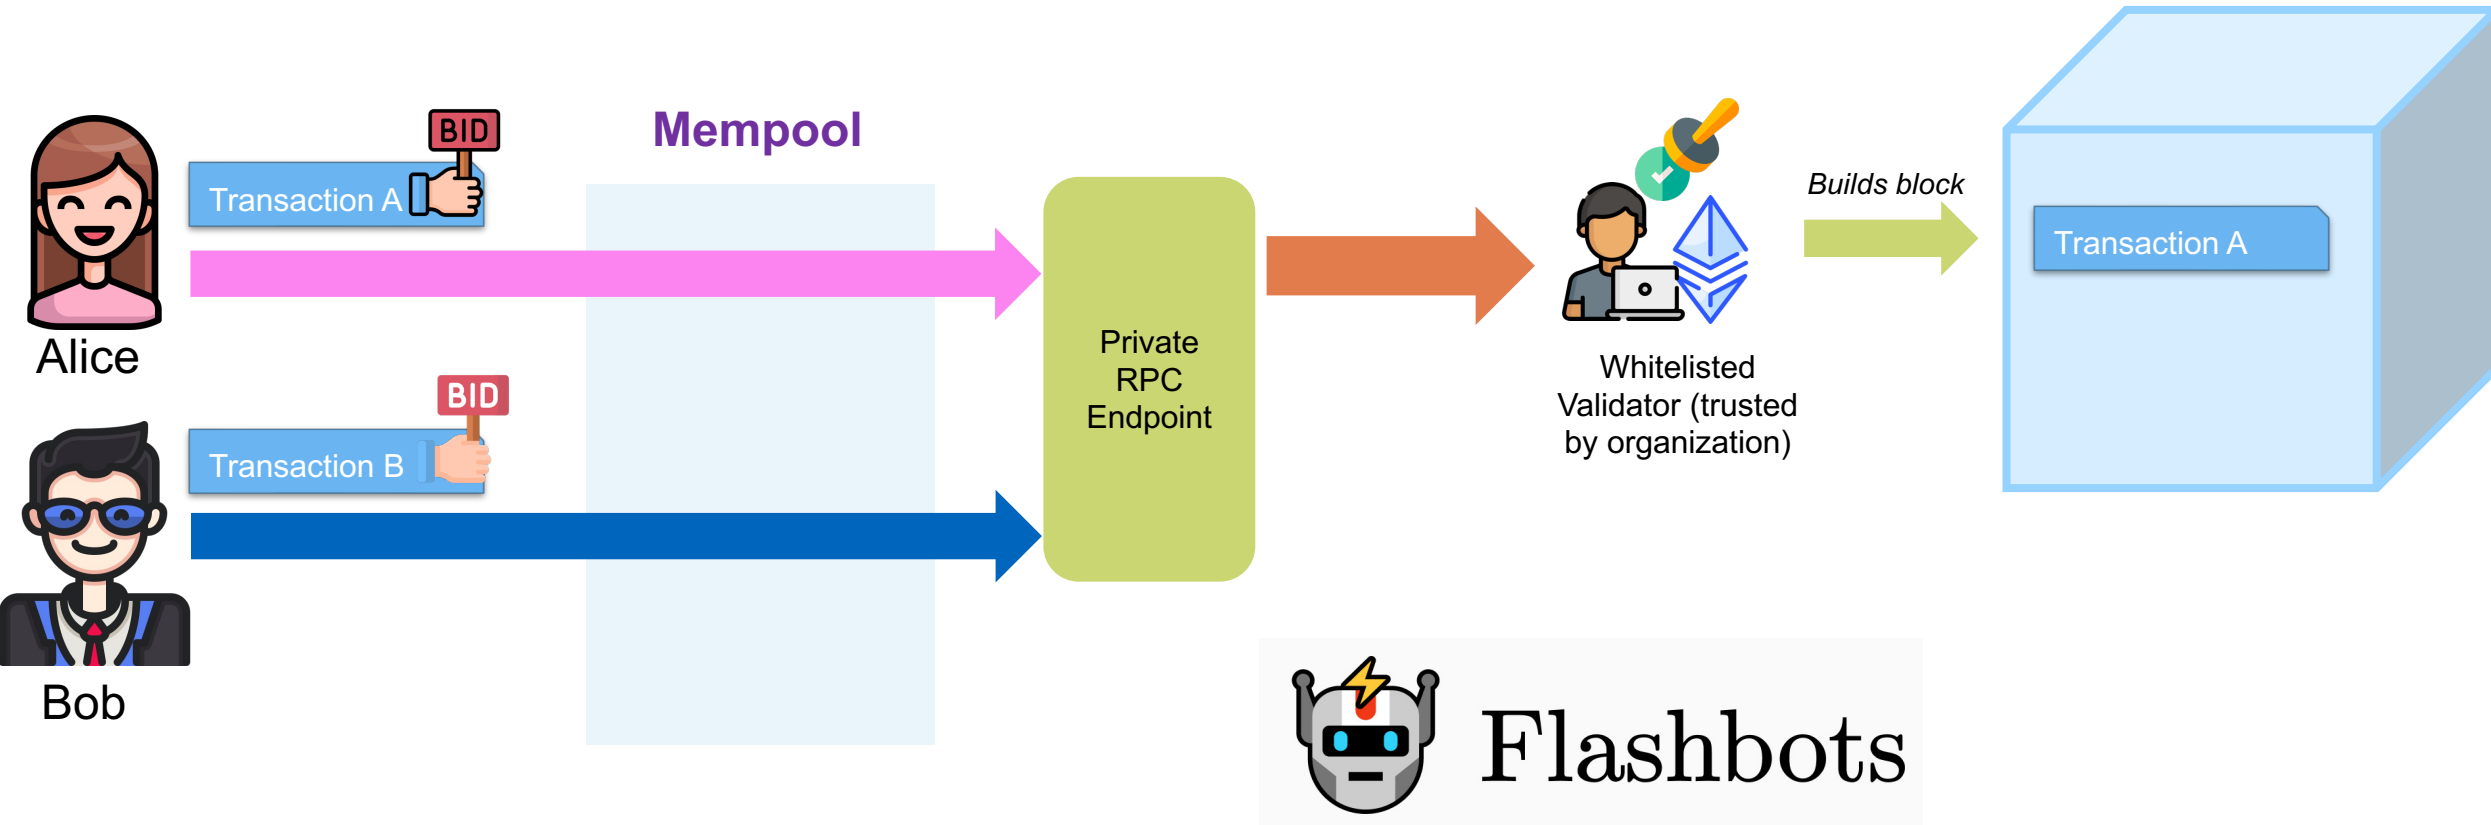 BID
Transaction A
Alice
BID
Transaction B
Bob
Mempool
Private
RPC
Endpoint
Whitelisted
Validator (trusted
by organization)
Builds block
Transaction A
Flashbots